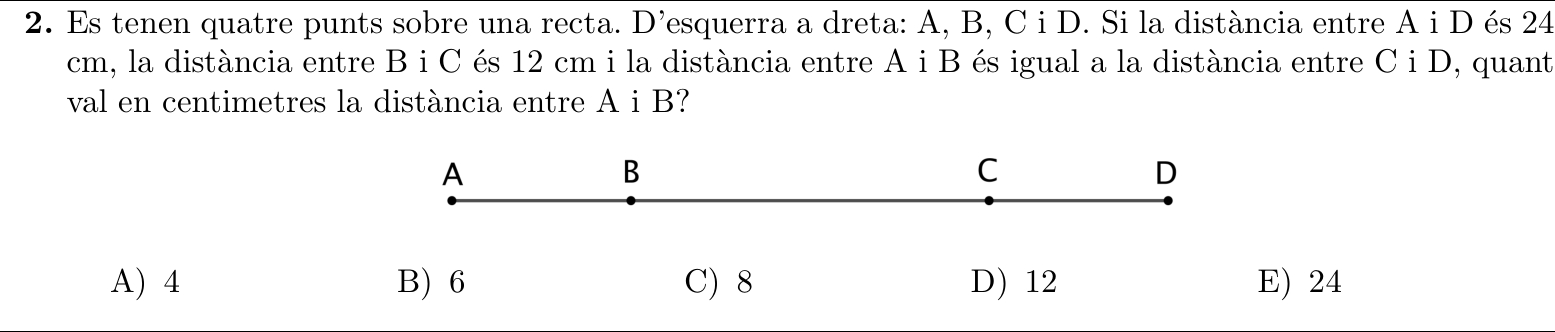 2. Es tenen quatre punts sobre una recta. D'esquerra a dreta: A, B, C i D. Si la distància entre A i D és 24
cm, la distància entre B i C és 12 cm i la distància entre A i B és igual a la distància entre C i D, quant
val en centimetres la distància entre A i B?
A B C D
A) 4 B) 6 C) 8 D) 12 E) 24